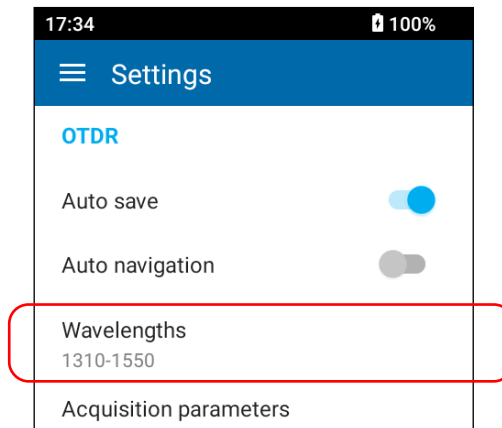 17:34 100%
Settings
OTDR
Auto save
Auto navigation
Wavelengths
1310-1550
Acquisition parameters